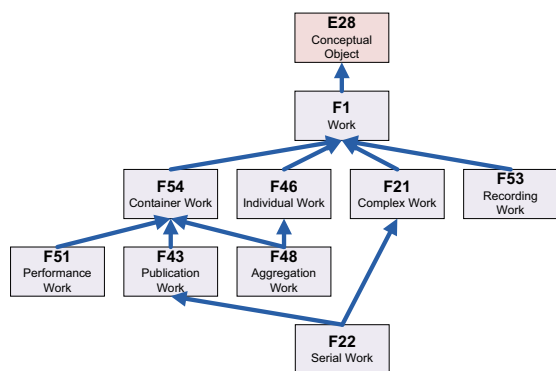 E28
Conceptual
Object
F1
Work
F54
Container Work
F46
Individual Work
F21
Complex Work
F53
Recording
Work
F51
Performance
Work
F43
Publication
Work
F48
Aggregation
Work
F22
Serial Work